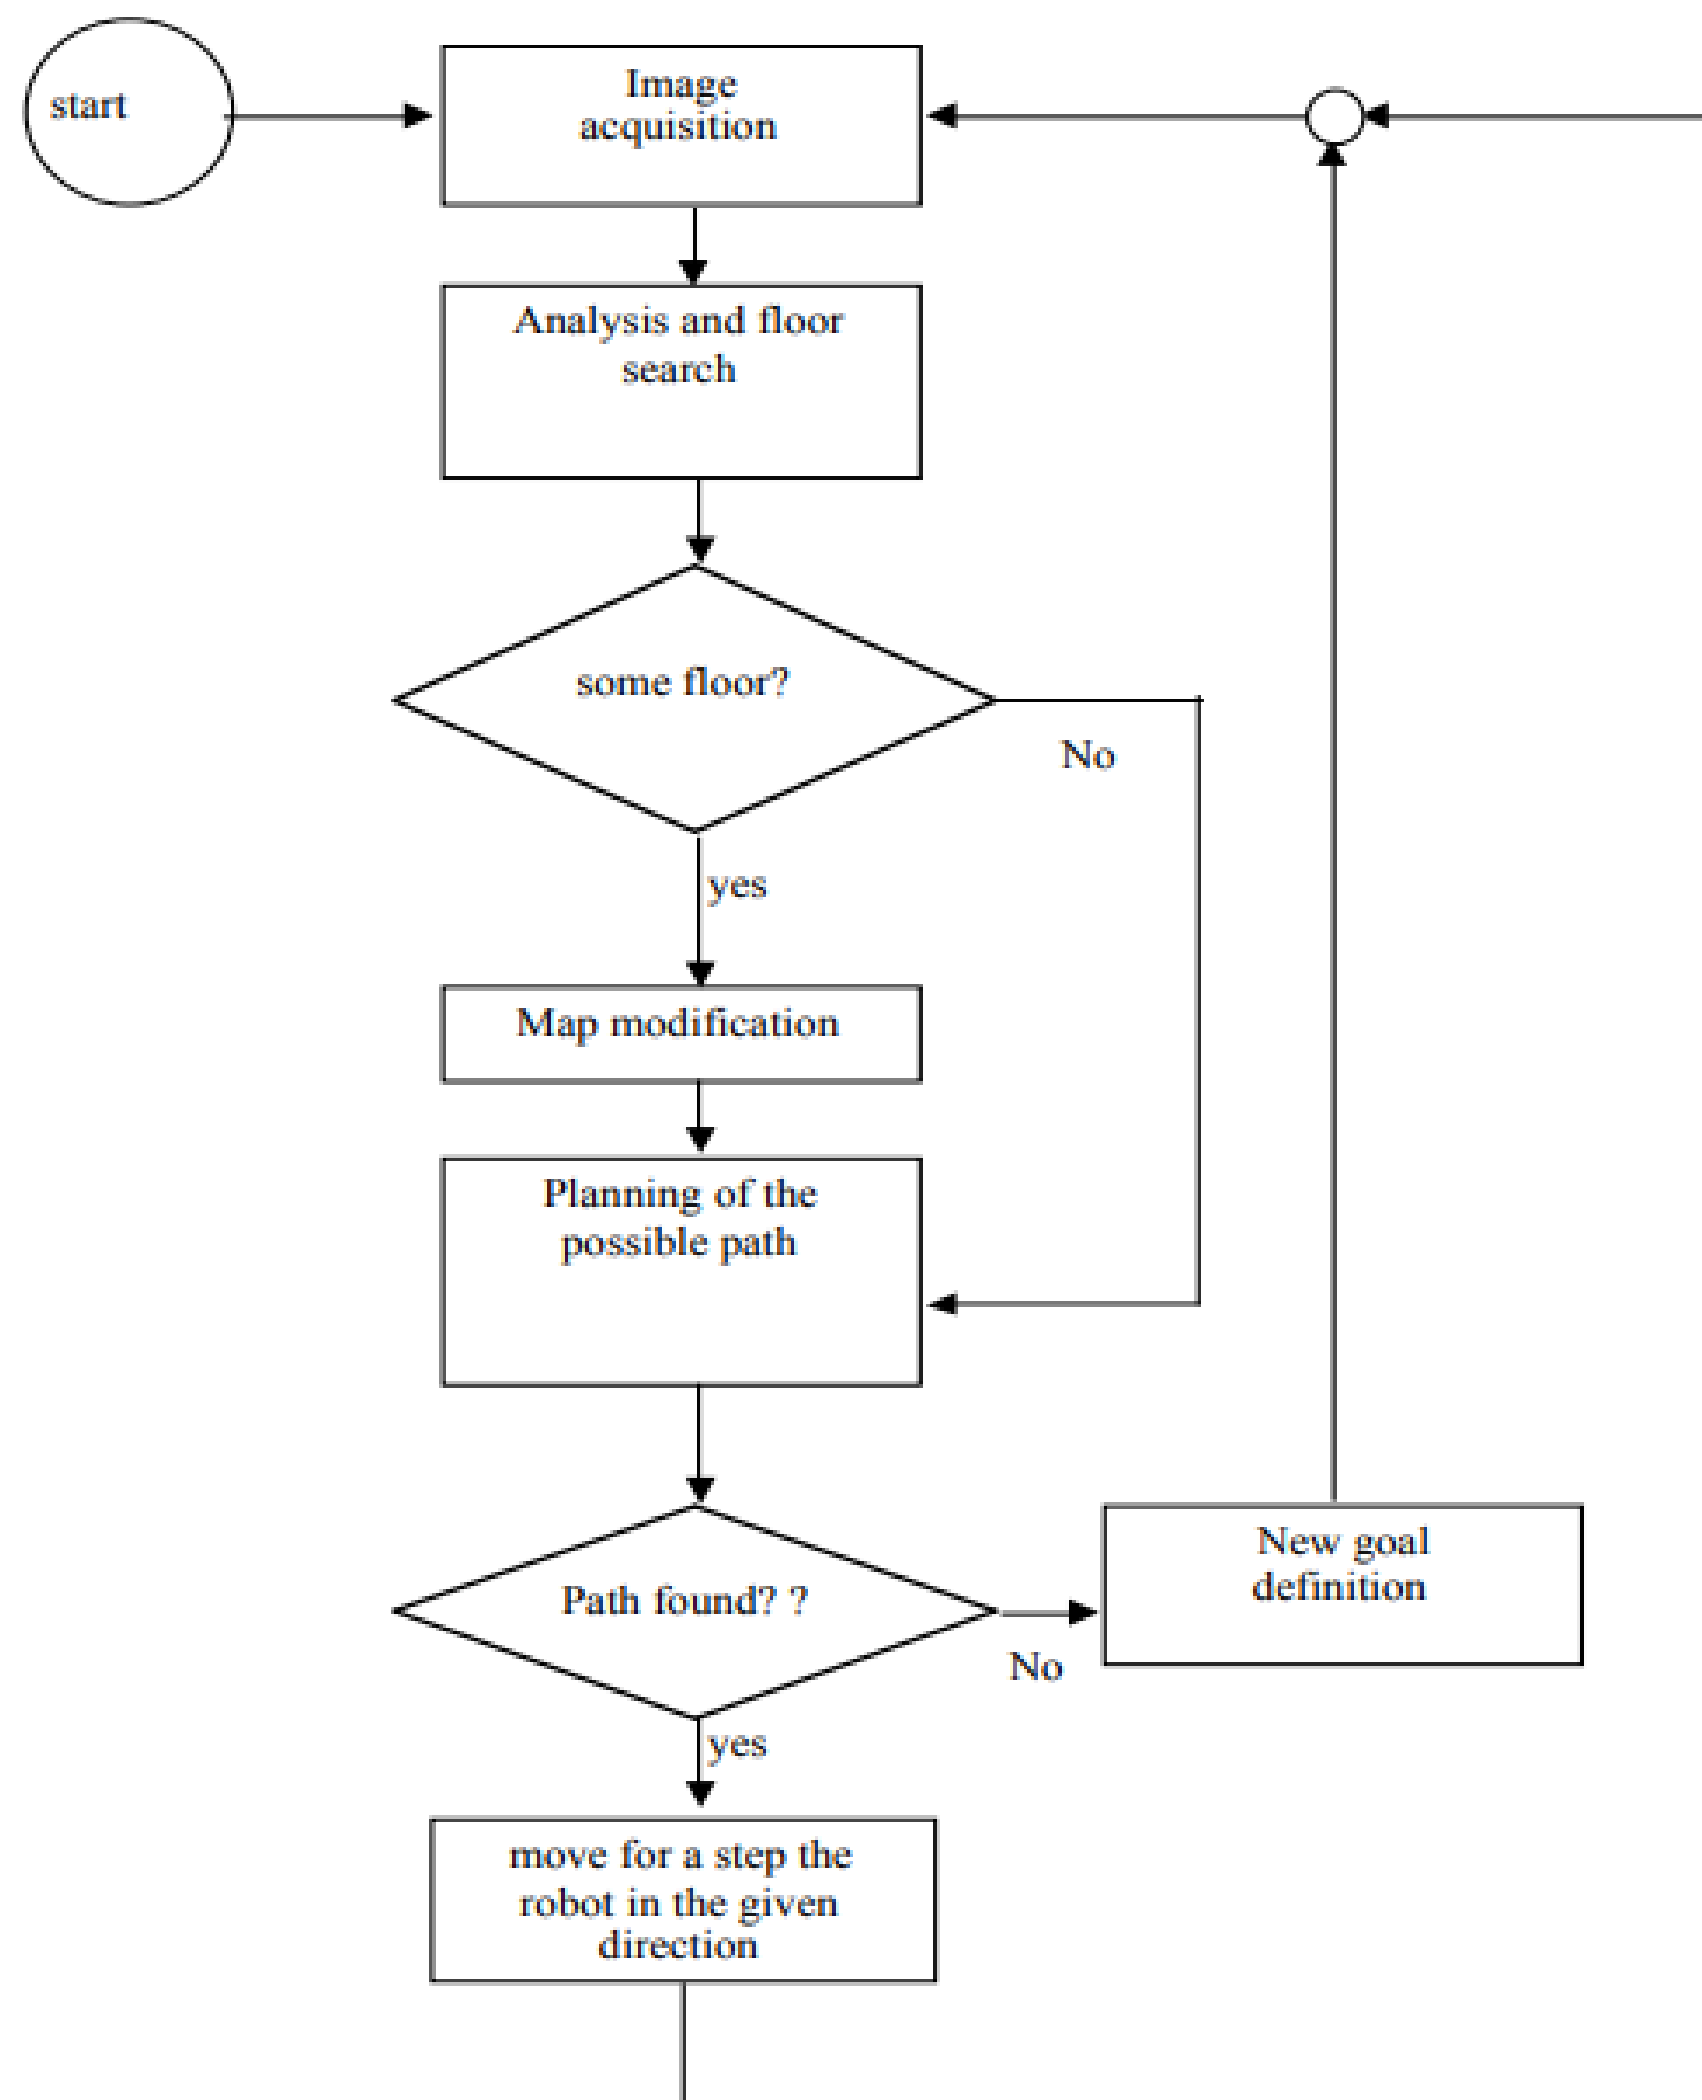 start
Image
acquisition
Analysis and floor
search
some floor?
No
yes
Map modification
Planning of the
possible path
Path found? ?
No
New goal
definition
yes
move for a step the
robot in the given
direction